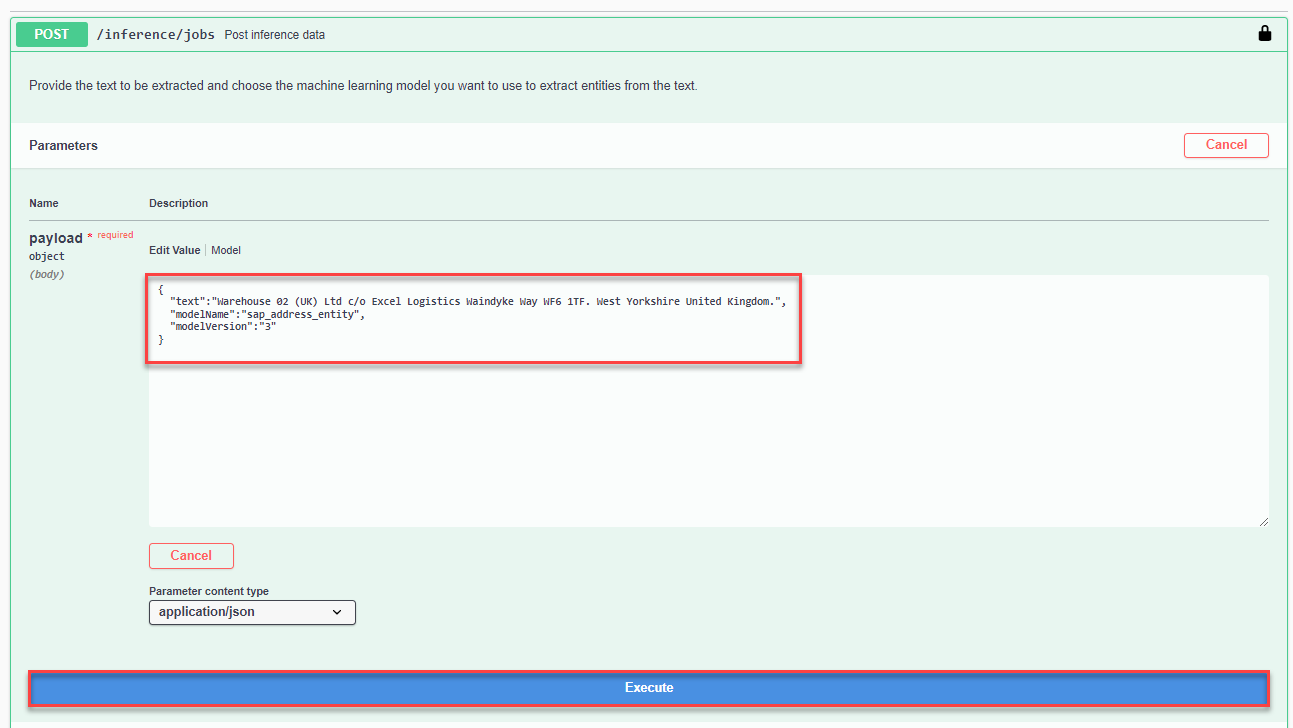 POST /inference/jobs Post inference data
Provide the text to be extracted and choose the machine learning model you want to use to extract entities from the text.
Parameters
Cancel
Name Description
payload * required
object
(body)
Edit Value | Model
{
"text":"Warehouse 02 (UK) Ltd c/o Excel Logistics Waindyke Way WF6 1TF. West Yorkshire United Kingdom.",
"modelName":"sap_address_entity",
"modelVersion":"3"
}
Cancel
Parameter content type
application/json
Execute